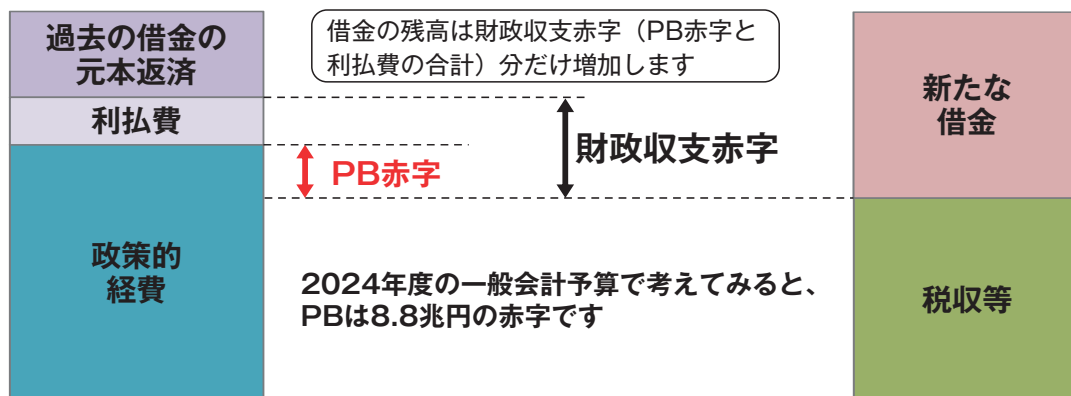 過去の借金の
元本返済
利払費
政策的
経費
借金の残高は財政収支赤字（PB赤字と
利払費の合計）分だけ増加します
財政収支赤字
PB赤字
2024年度の一般会計予算で考えてみると、
PBは8.8兆円の赤字です
新たな
借金
税収等